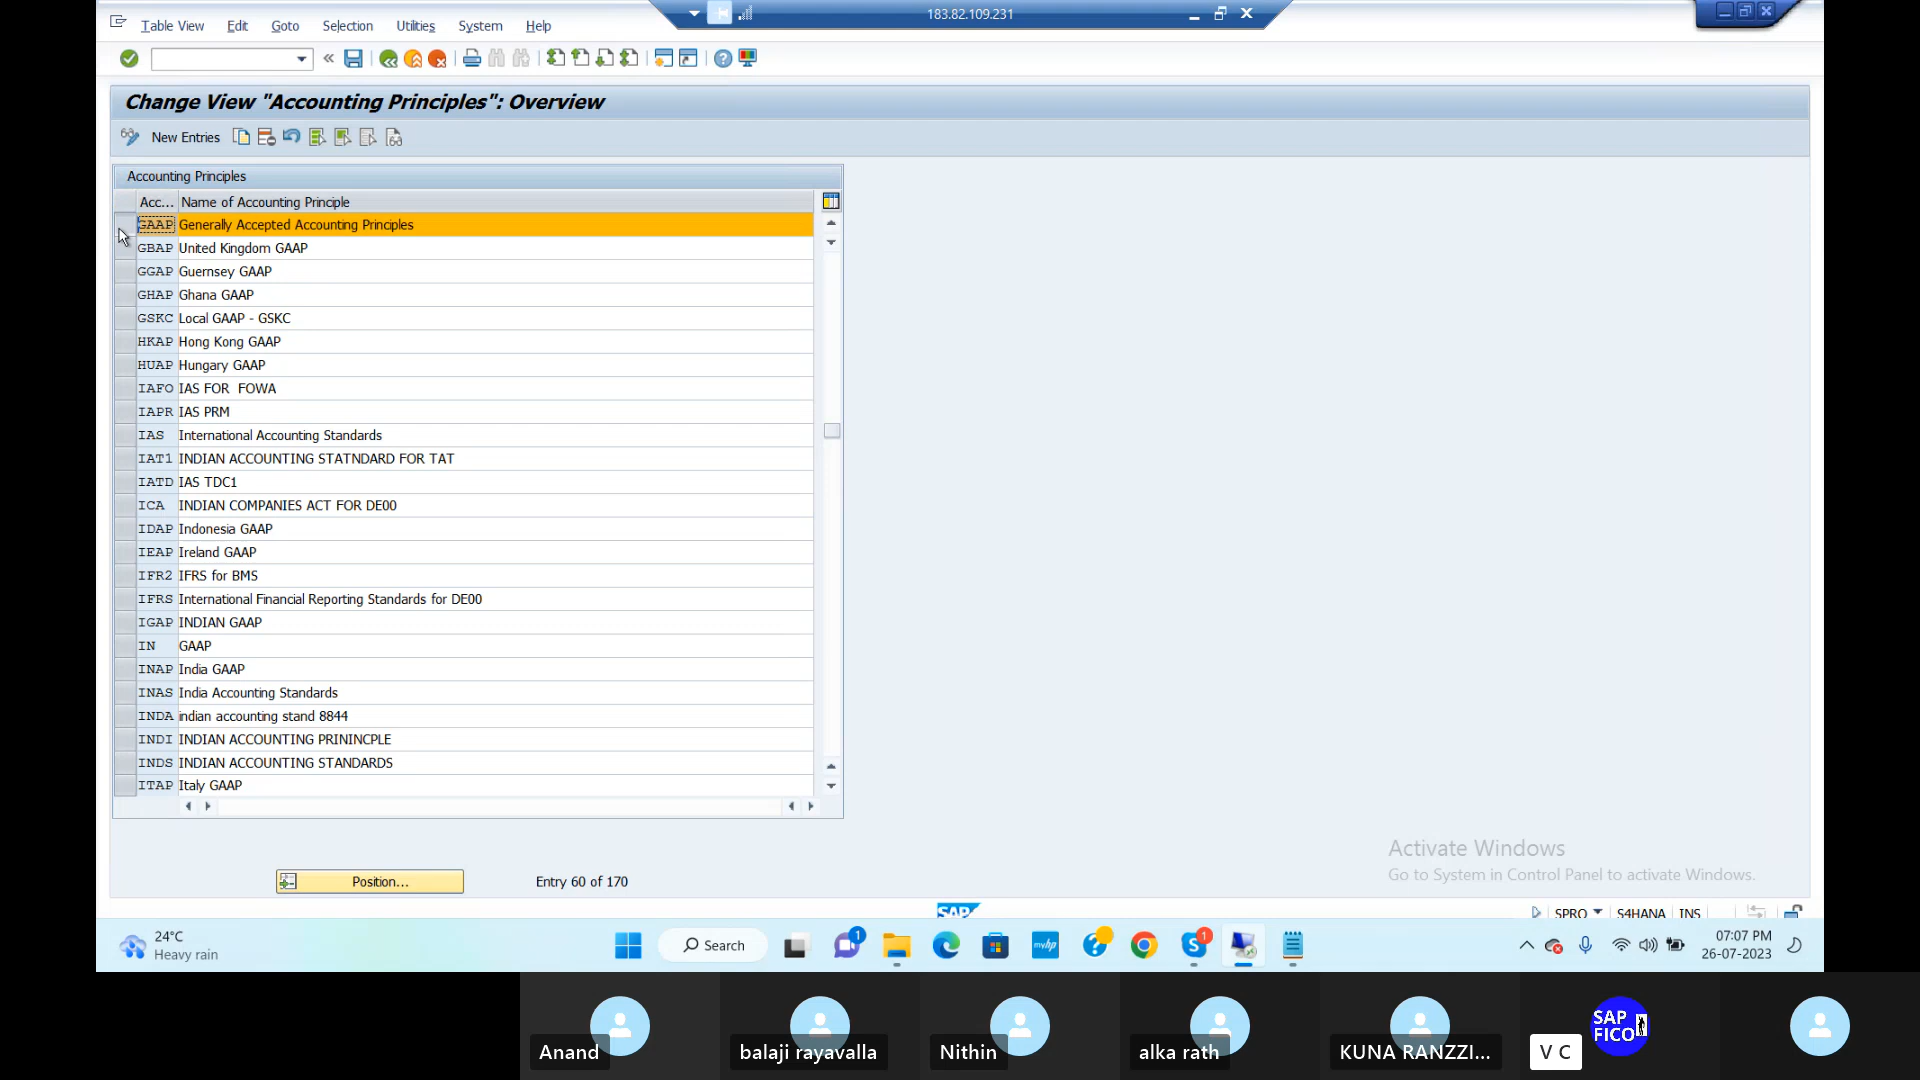 183.82.109.231
Table View Edit Goto Selection Utilities System Help
Change View "Accounting Principles": Overview
New Entries
Accounting Principles
Acc... Name of Accounting Principle
GAAP Generally Accepted Accounting Principles
GBAP United Kingdom GAAP
GGAP Guernsey GAAP
GHAP Ghana GAAP
GSKC Local GAAP - GSKC
HKAP Hong Kong GAAP
HUAP Hungary GAAP
IAFO IAS FOR  FOWA
IAPR IAS PRM
IAS International Accounting Standards
IAT1 INDIAN ACCOUNTING STATNDARD FOR TAT
IATD IAS TDC1
ICA INDIAN COMPANIES ACT FOR DE00
IDAP Indonesia GAAP
IEAP Ireland GAAP
IFR2 IFRS for BMS
IFRS International Financial Reporting Standards for DE00
IGAP INDIAN GAAP
IN GAAP
INAP India GAAP
INAS India Accounting Standards
INDA indian accounting stand 8844
INDI INDIAN ACCOUNTING PRININCPLE
INDS INDIAN ACCOUNTING STANDARDS
ITAP Italy GAAP
Position... Entry 60 of 170
Activate Windows
Go to System in Control Panel to activate Windows.
SAP
SPRO S4HANA INS
24°C
Heavy rain
Search
1
myhp
1
07:07 PM
26-07-2023
Anand
balaji rayavalla
Nithin
alka rath
KUNA RANZZI...
V C
SAP
FICO